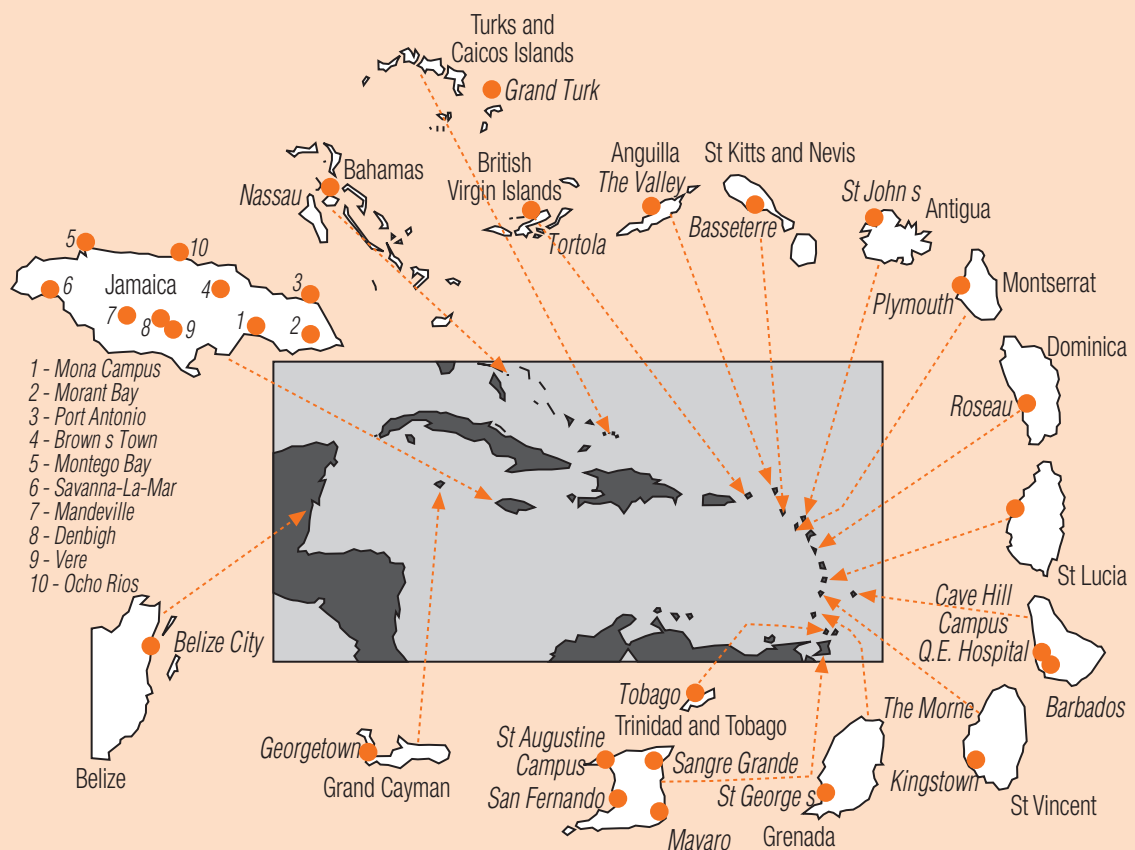 Turks and
Caicos Islands
Grand Turk
Bahamas
Nassau
British
Virgin Islands
Tortola
Anguilla
The Valley
St Kitts and Nevis
Basseterre
St John s
Antigua
Plymouth
Montserrat
Dominica
Roseau
St Lucia
5
10
6
Jamaica
4
3
7
8
9
1
2
1 - Mona Campus
2 - Morant Bay
3 - Port Antonio
4 - Brown s Town
5 - Montego Bay
6 - Savanna-La-Mar
7 - Mandeville
8 - Denbigh
9 - Vere
10 - Ocho Rios
Belize City
Belize
Georgetown
Grand Cayman
Tobago
Trinidad and Tobago
St Augustine
Campus
Sangre Grande
San Fernando
Mavaro
St George s
Grenada
Cave Hill
Campus
Q.E. Hospital
Barbados
The Morne
Kingstown
St Vincent